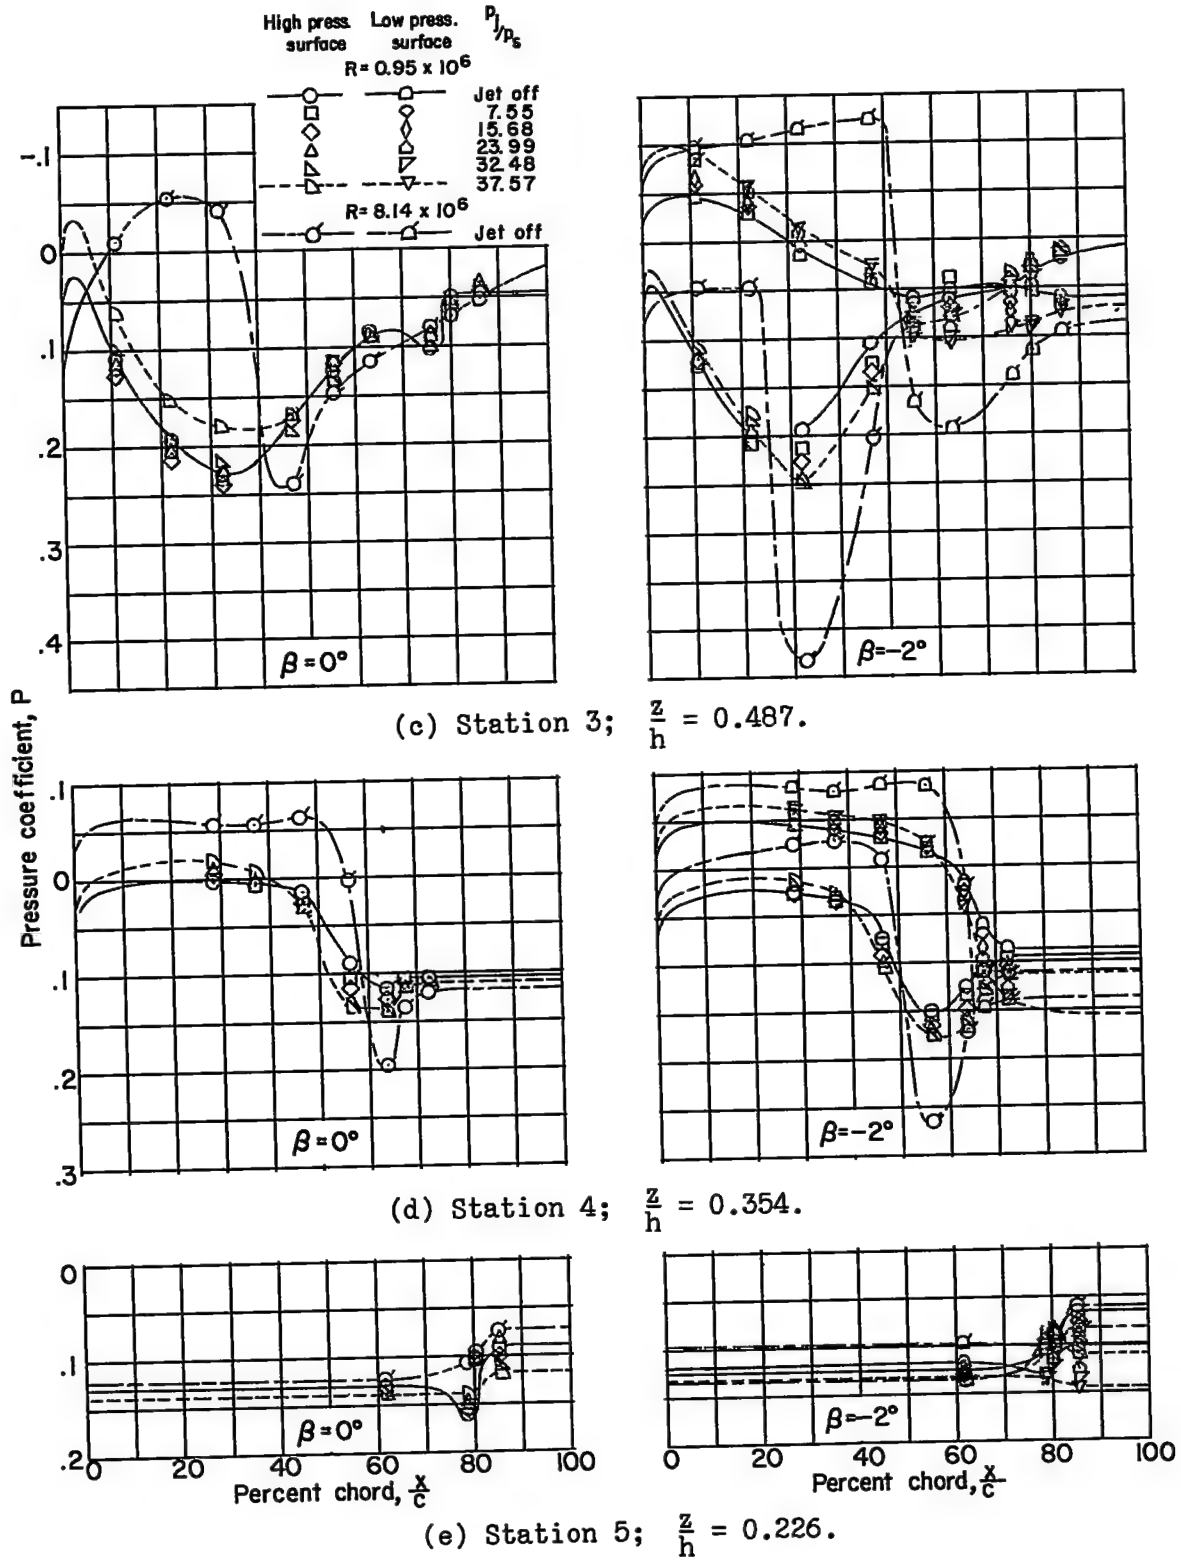 High press. Low press. Pj/ps
surface surface
R= 0.95 x 10⁶
Jet off
7.55
15.68
23.99
32.48
37.57
R= 8.14 x 10⁶
Jet off
-.1
0
.1
.2
.3
.4
β=0°
β=-2°
(c) Station 3; z/h = 0.487.
Pressure coefficient, P
.1
0
.1
.2
.3
β=0°
β=-2°
(d) Station 4; z/h = 0.354.
0
.1
.2
β=0°
β=-2°
0 20 40 60 80 100
0 20 40 60 80 100
Percent chord, x/c
Percent chord, x/c
(e) Station 5; z/h = 0.226.